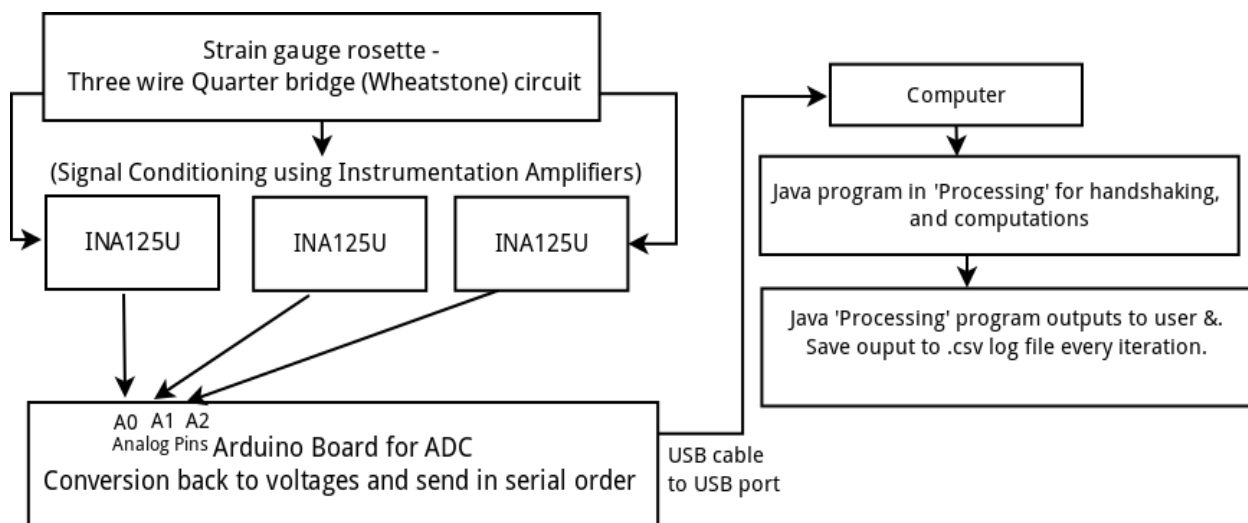 Strain gauge rosette -
Three wire Quarter bridge (Wheatstone) circuit
(Signal Conditioning using Instrumentation Amplifiers)
INA125U
INA125U
INA125U
A0 A1 A2
Analog Pins
Arduino Board for ADC
Conversion back to voltages and send in serial order
USB cable
to USB port
Computer
Java program in 'Processing' for handshaking,
and computations
Java 'Processing' program outputs to user &.
Save ouput to .csv log file every iteration.